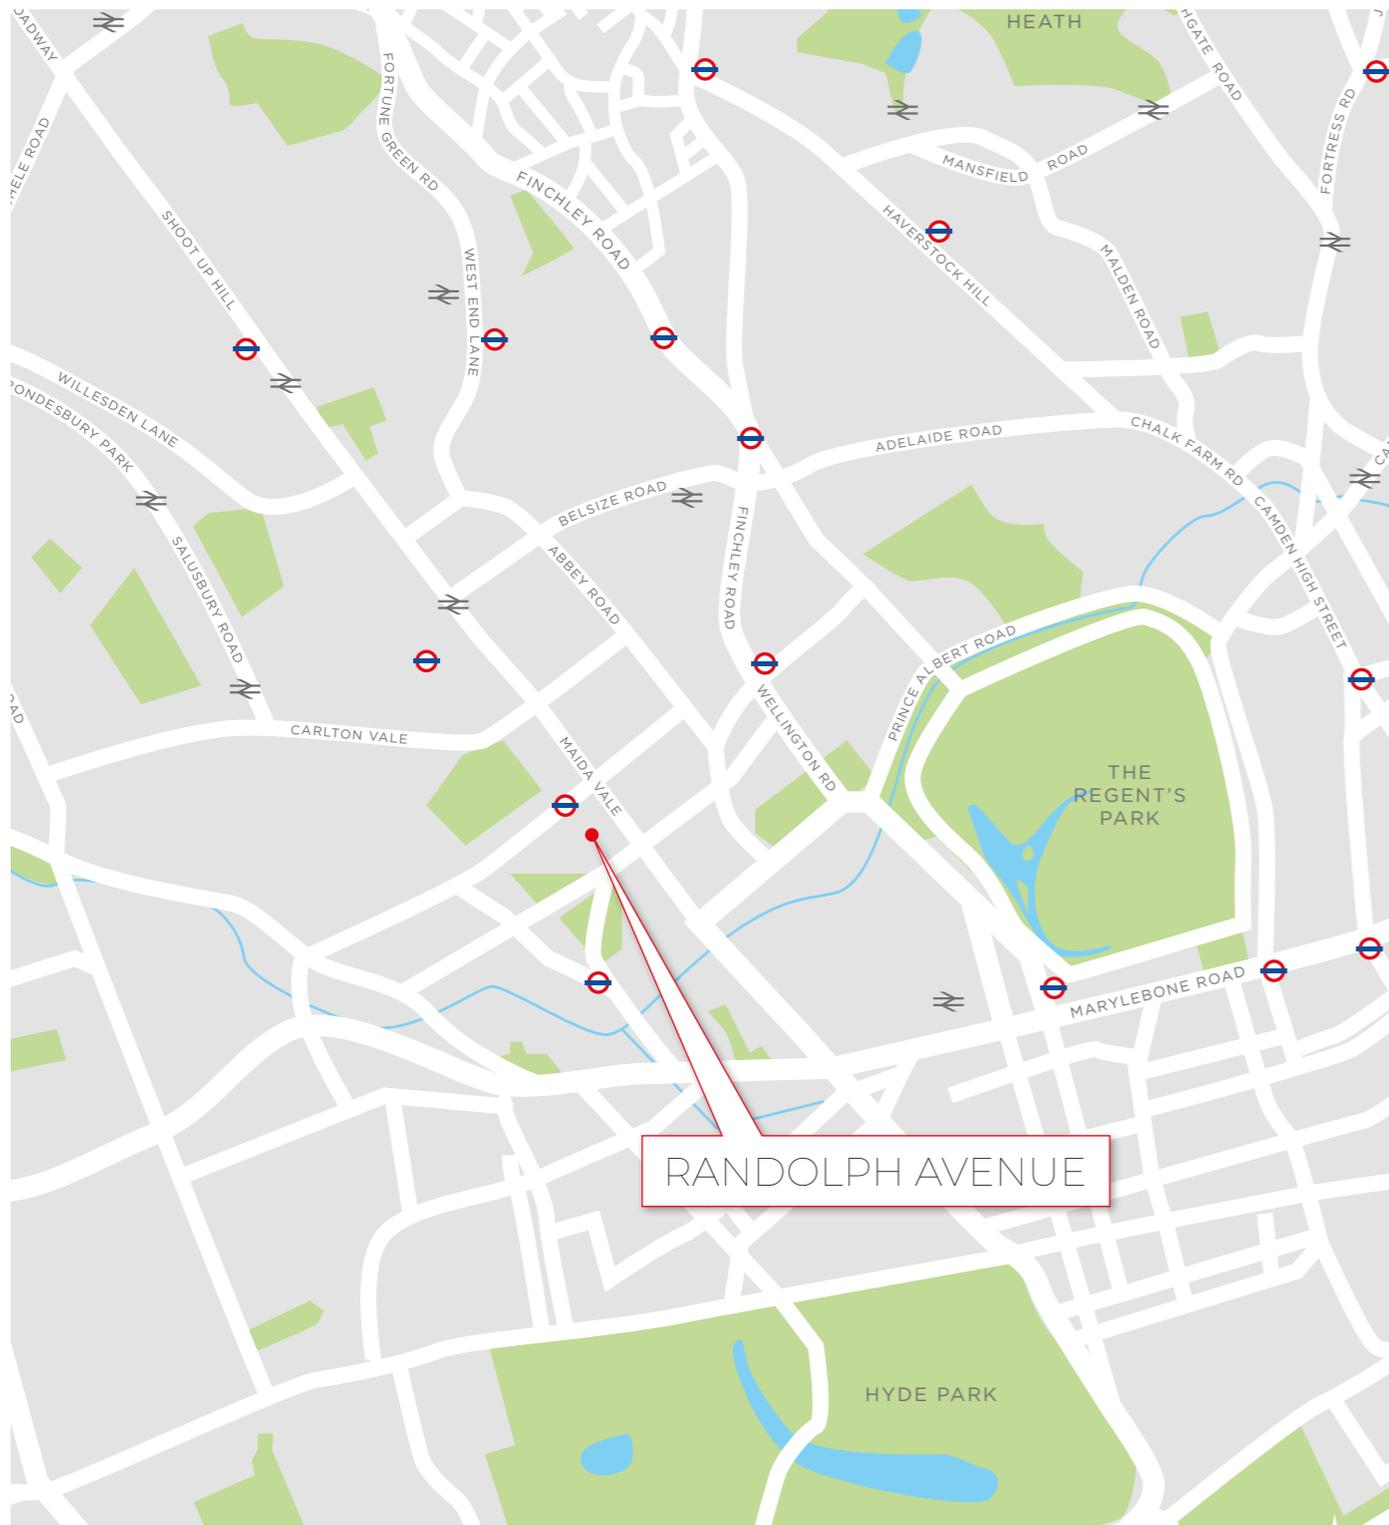 HEATH
FORTUNE GREEN RD
FORTRESS RD
MANSFIELD ROAD
FINCHLEY ROAD
SHOOT UP HILL
HAVERSTOCK HILL
WEST END LANE
MALDEN ROAD
WILLESDEN LANE
ONDESBURY PARK
ADELAIDE ROAD
CHALK FARM RD
BELSIZE ROAD
CAMDEN HIGH STREET
FINCHLEY ROAD
SALUSBURY ROAD
ABBEY ROAD
PRINCE ALBERT ROAD
WELLINGTON RD
CARLTON VALE
MAIDA VALE
THE
REGENT'S
PARK
MARYLEBONE ROAD
RANDOLPH AVENUE
HYDE PARK